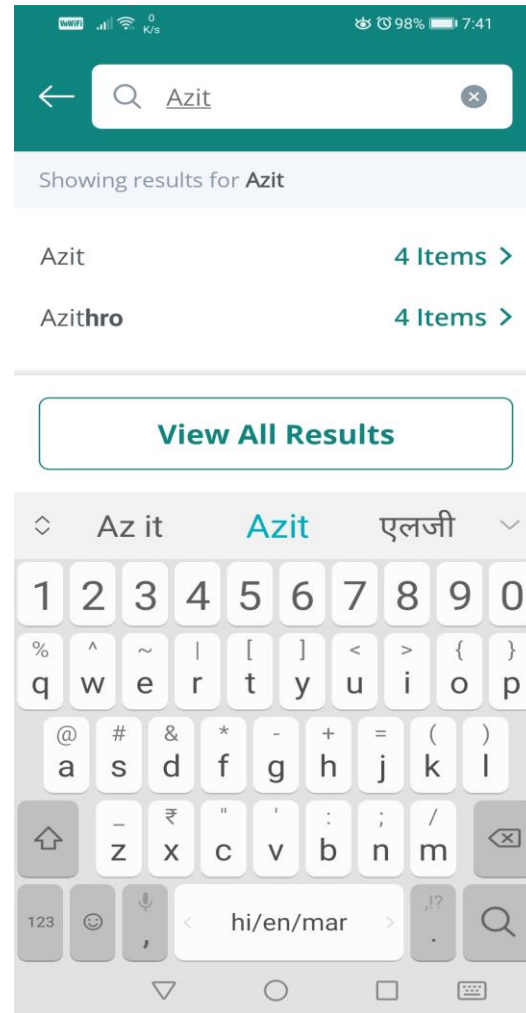 VoWiFi 0 K/s 98% 7:41
Azit
Showing results for Azit
Azit 4 Items >
Azithro 4 Items >
View All Results
Az it Azit एलजी
1 2 3 4 5 6 7 8 9 0
% ^ ~ | [ ] < > { }
q w e r t y u i o p
@ # & * - + = ( )
a s d f g h j k l
_ ₹ " ' : ; /
z x c v b n m
123 , < hi/en/mar > ,!? .